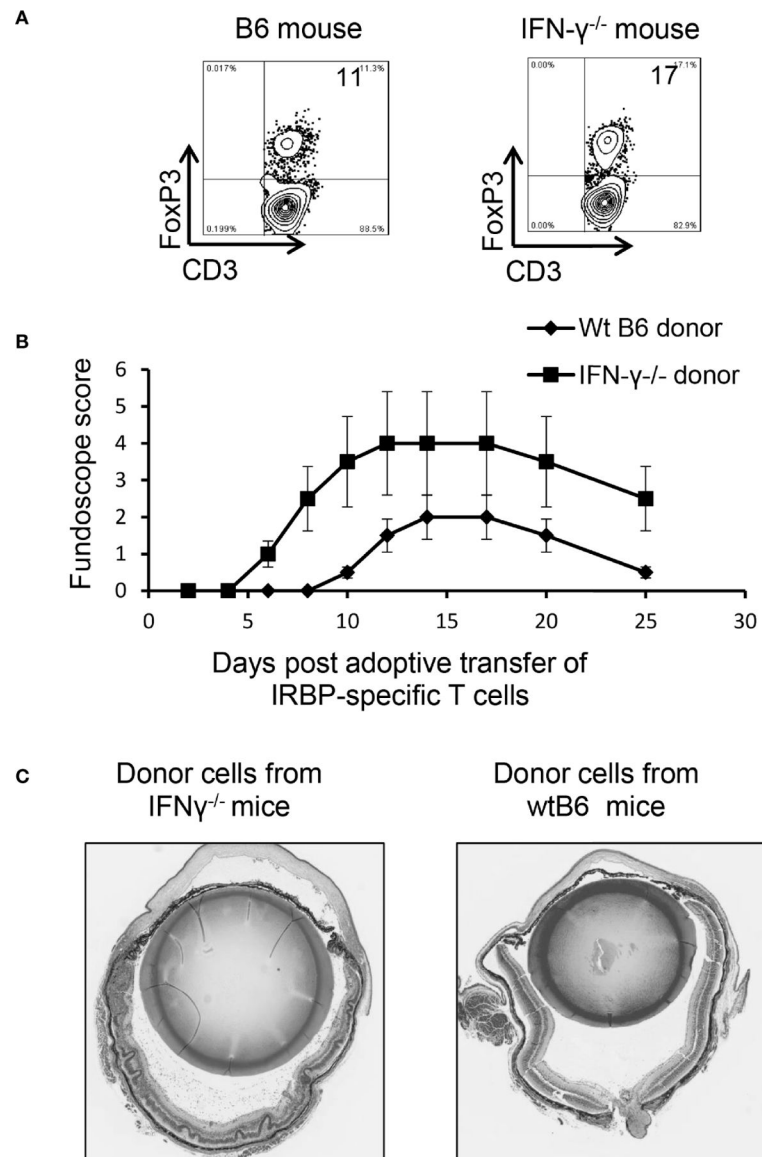 A
B6 mouse
IFN-γ-/- mouse
0.017%
11
11.3%
0.199%
88.5%
FoxP3
CD3
0.00%
17
17.1%
0.00%
82.9%
FoxP3
CD3
B
Wt B6 donor
IFN-γ-/- donor
Fundoscope score
6
5
4
3
2
1
0
0
5
10
15
20
25
30
Days post adoptive transfer of
IRBP-specific T cells
C
Donor cells from
IFNγ-/- mice
Donor cells from
wtB6 mice